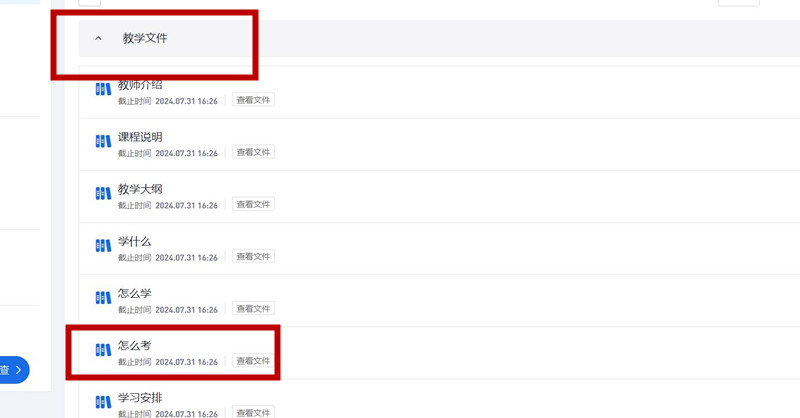 教学文件
教师介绍
截止时间 2024.07.31 16:26 查看文件
课程说明
截止时间 2024.07.31 16:26 查看文件
教学大纲
截止时间 2024.07.31 16:26 查看文件
学什么
截止时间 2024.07.31 16:26 查看文件
怎么学
截止时间 2024.07.31 16:26 查看文件
怎么考
截止时间 2024.07.31 16:26 查看文件
查
学习安排
截止时间 2024.07.31 16:26 查看文件